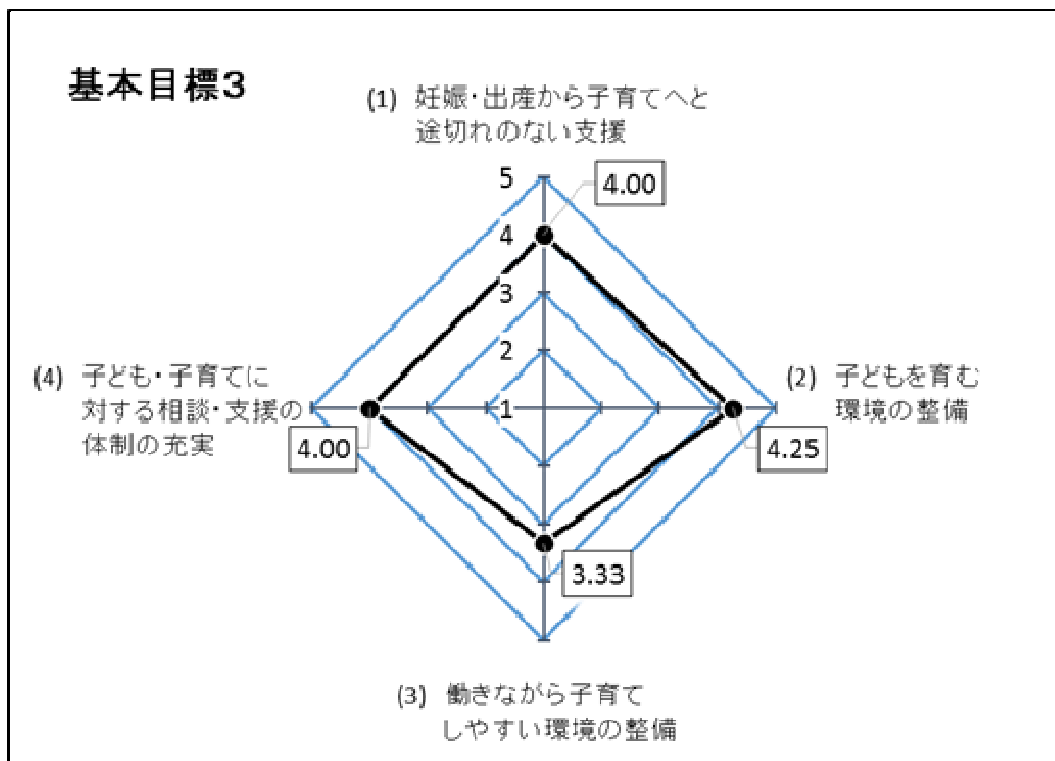 基本目標3
(1) 妊娠・出産から子育てへと
途切れのない支援
5
4.00
4
3
2
1
(4) 子ども・子育てに
対する相談・支援の
体制の充実
4.00
(2) 子どもを育む
環境の整備
4.25
3.33
(3) 働きながら子育て
しやすい環境の整備